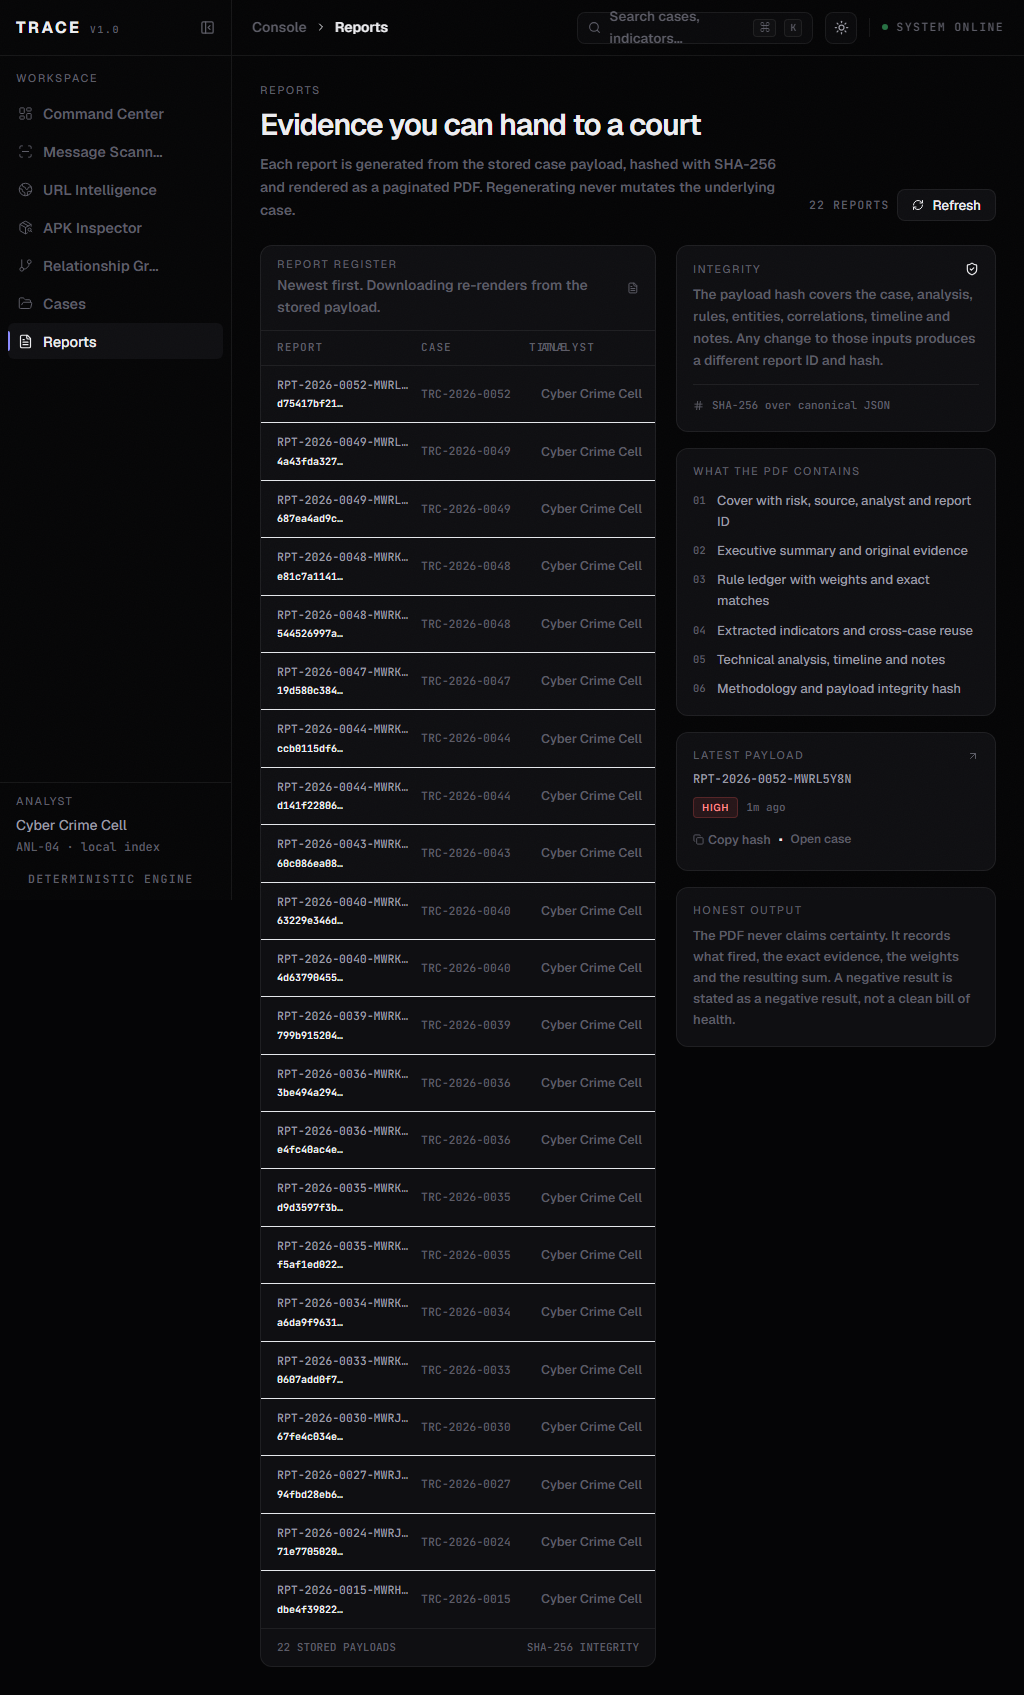 TRACE V1.0
WORKSPACE
Command Center
Message Scann...
URL Intelligence
APK Inspector
Relationship Gr...
Cases
Reports
ANALYST
Cyber Crime Cell
ANL-04 · local index
DETERMINISTIC ENGINE
Console > Reports
Search cases,
indicators...
⌘ K
SYSTEM ONLINE
REPORTS
Evidence you can hand to a court
Each report is generated from the stored case payload, hashed with SHA-256
and rendered as a paginated PDF. Regenerating never mutates the underlying
case.
22 REPORTS
Refresh
REPORT REGISTER
Newest first. Downloading re-renders from the
stored payload.
REPORT CASE TITLE ANALYST
RPT-2026-0052-MWRL…
d75417bf21…
TRC-2026-0052
Cyber Crime Cell
RPT-2026-0049-MWRL…
4a43fda327…
TRC-2026-0049
Cyber Crime Cell
RPT-2026-0049-MWRL…
687ea4ad9c…
TRC-2026-0049
Cyber Crime Cell
RPT-2026-0048-MWRK…
e81c7a1141…
TRC-2026-0048
Cyber Crime Cell
RPT-2026-0048-MWRK…
544526997a…
TRC-2026-0048
Cyber Crime Cell
RPT-2026-0047-MWRK…
19d580c384…
TRC-2026-0047
Cyber Crime Cell
RPT-2026-0044-MWRK…
ccb0115df6…
TRC-2026-0044
Cyber Crime Cell
RPT-2026-0044-MWRK…
d141f22806…
TRC-2026-0044
Cyber Crime Cell
RPT-2026-0043-MWRK…
60c086ea08…
TRC-2026-0043
Cyber Crime Cell
RPT-2026-0040-MWRK…
63229e346d…
TRC-2026-0040
Cyber Crime Cell
RPT-2026-0040-MWRK…
4d63790455…
TRC-2026-0040
Cyber Crime Cell
RPT-2026-0039-MWRK…
799b915204…
TRC-2026-0039
Cyber Crime Cell
RPT-2026-0036-MWRK…
3be494a294…
TRC-2026-0036
Cyber Crime Cell
RPT-2026-0036-MWRK…
e4fc40ac4e…
TRC-2026-0036
Cyber Crime Cell
RPT-2026-0035-MWRK…
d9d3597f3b…
TRC-2026-0035
Cyber Crime Cell
RPT-2026-0035-MWRK…
f5af1ed022…
TRC-2026-0035
Cyber Crime Cell
RPT-2026-0034-MWRK…
a6da9f9631…
TRC-2026-0034
Cyber Crime Cell
RPT-2026-0033-MWRK…
0607add0f7…
TRC-2026-0033
Cyber Crime Cell
RPT-2026-0030-MWRJ…
67fe4c034e…
TRC-2026-0030
Cyber Crime Cell
RPT-2026-0027-MWRJ…
94fbd28eb6…
TRC-2026-0027
Cyber Crime Cell
RPT-2026-0024-MWRJ…
71e7705020…
TRC-2026-0024
Cyber Crime Cell
RPT-2026-0015-MWRH…
dbe4f39822…
TRC-2026-0015
Cyber Crime Cell
22 STORED PAYLOADS
SHA-256 INTEGRITY
INTEGRITY
The payload hash covers the case, analysis,
rules, entities, correlations, timeline and
notes. Any change to those inputs produces
a different report ID and hash.
# SHA-256 over canonical JSON
WHAT THE PDF CONTAINS
01 Cover with risk, source, analyst and report
ID
02 Executive summary and original evidence
03 Rule ledger with weights and exact
matches
04 Extracted indicators and cross-case reuse
05 Technical analysis, timeline and notes
06 Methodology and payload integrity hash
LATEST PAYLOAD
RPT-2026-0052-MWRL5Y8N
HIGH 1m ago
Copy hash • Open case
HONEST OUTPUT
The PDF never claims certainty. It records
what fired, the exact evidence, the weights
and the resulting sum. A negative result is
stated as a negative result, not a clean bill of
health.